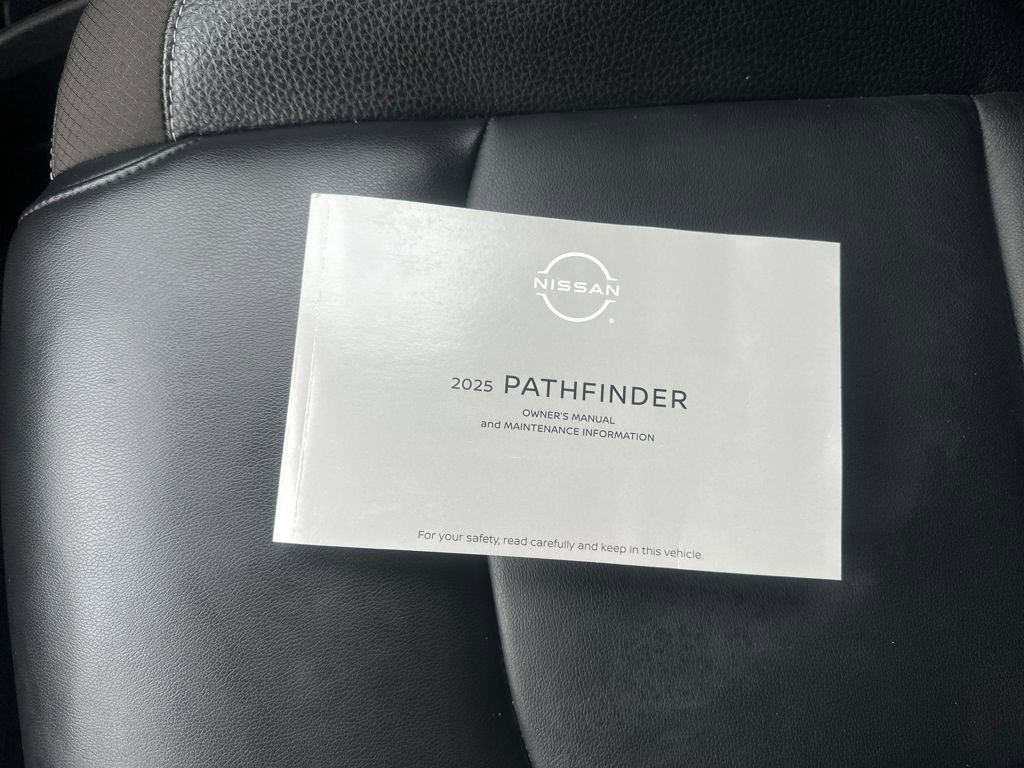 NISSAN
®
2025 PATHFINDER
OWNER'S MANUAL
and MAINTENANCE INFORMATION
For your safety, read carefully and keep in this vehicle.